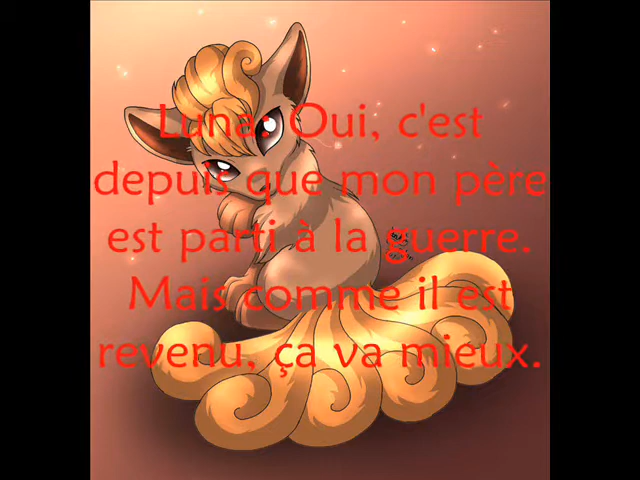 Luna: Oui, c'est
depuis que mon père
est parti à la guerre.
Mais comme il est
revenu, ça va mieux.